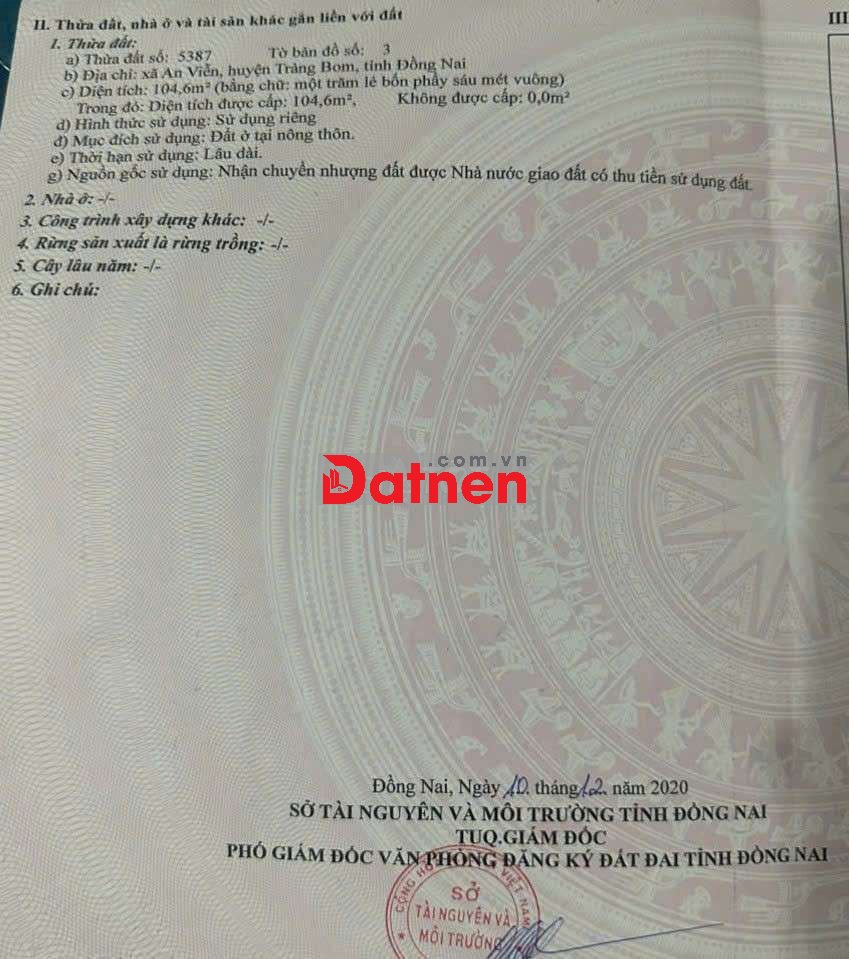 II. Thửa đất, nhà ở và tài sản khác gắn liền với đất
III
1. Thửa đất:
a) Thửa đất số: 5387 Tờ bản đồ số: 3
b) Địa chỉ: xã An Viễn, huyện Trảng Bom, tỉnh Đồng Nai
c) Diện tích: 104,6m² (bằng chữ: một trăm lẻ bốn phẩy sáu mét vuông)
Trong đó: Diện tích được cấp: 104,6m², Không được cấp: 0,0m²
d) Hình thức sử dụng: Sử dụng riêng
đ) Mục đích sử dụng: Đất ở tại nông thôn.
e) Thời hạn sử dụng: Lâu dài.
g) Nguồn gốc sử dụng: Nhận chuyển nhượng đất được Nhà nước giao đất có thu tiền sử dụng đất.
2. Nhà ở: -/-
3. Công trình xây dựng khác: -/-
4. Rừng sản xuất là rừng trồng: -/-
5. Cây lâu năm: -/-
6. Ghi chú:
.com.vn
Datnen
Đồng Nai, Ngày 10. tháng 12. năm 2020
SỞ TÀI NGUYÊN VÀ MÔI TRƯỜNG TỈNH ĐỒNG NAI
TUQ.GIÁM ĐỐC
PHÓ GIÁM ĐỐC VĂN PHÒNG ĐĂNG KÝ ĐẤT ĐAI TỈNH ĐỒNG NAI
SỞ
TÀI NGUYÊN VÀ
MÔI TRƯỜNG